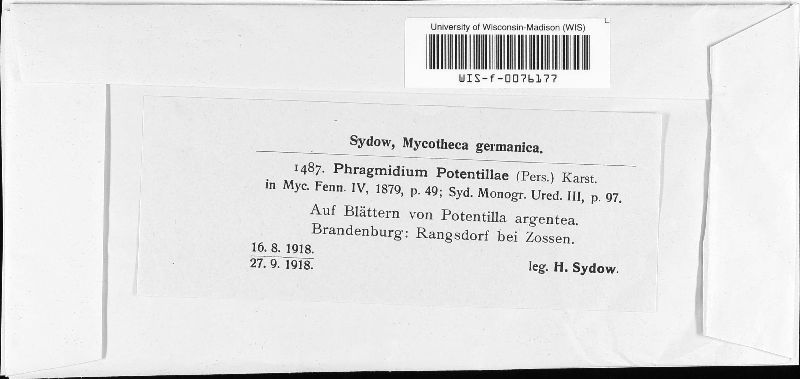 University of Wisconsin-Madison (WIS)
WIS-f-0076177
Sydow, Mycotheca germanica.
1487. Phragmidium Potentillae (Pers.) Karst.
in Myc. Fenn. IV, 1879, p. 49; Syd. Monogr. Ured. III, p. 97.
Auf Blättern von Potentilla argentea.
Brandenburg: Rangsdorf bei Zossen.
16. 8. 1918.
27. 9. 1918.
leg. H. Sydow.